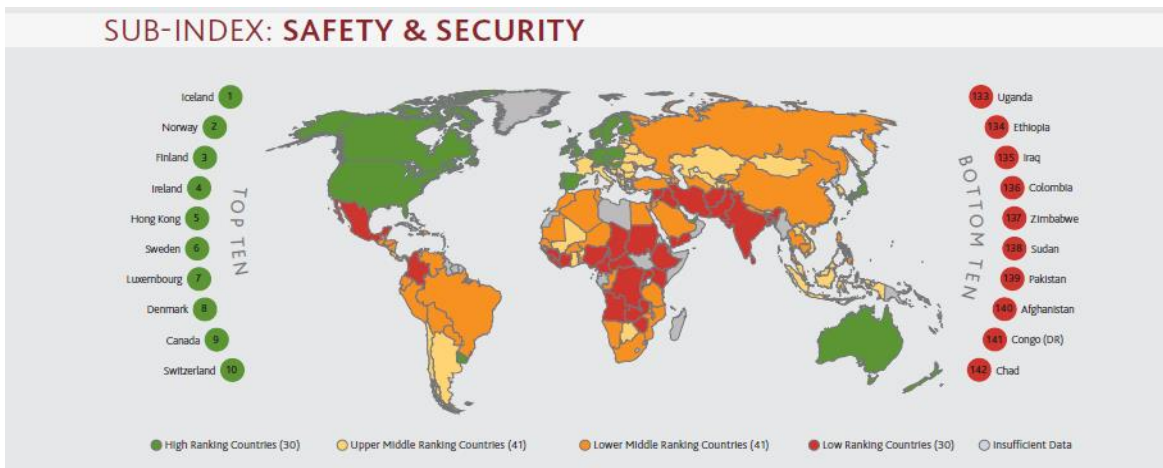 SUB-INDEX: SAFETY & SECURITY
Iceland 1
Norway 2
Finland 3
Ireland 4
Hong Kong 5
Sweden 6
Luxembourg 7
Denmark 8
Canada 9
Switzerland 10
TOP TEN
133 Uganda
134 Ethiopia
135 Iraq
136 Colombia
137 Zimbabwe
138 Sudan
139 Pakistan
140 Afghanistan
141 Congo (DR)
142 Chad
BOTTOM TEN
High Ranking Countries (30)
Upper Middle Ranking Countries (41)
Lower Middle Ranking Countries (41)
Low Ranking Countries (30)
Insufficient Data